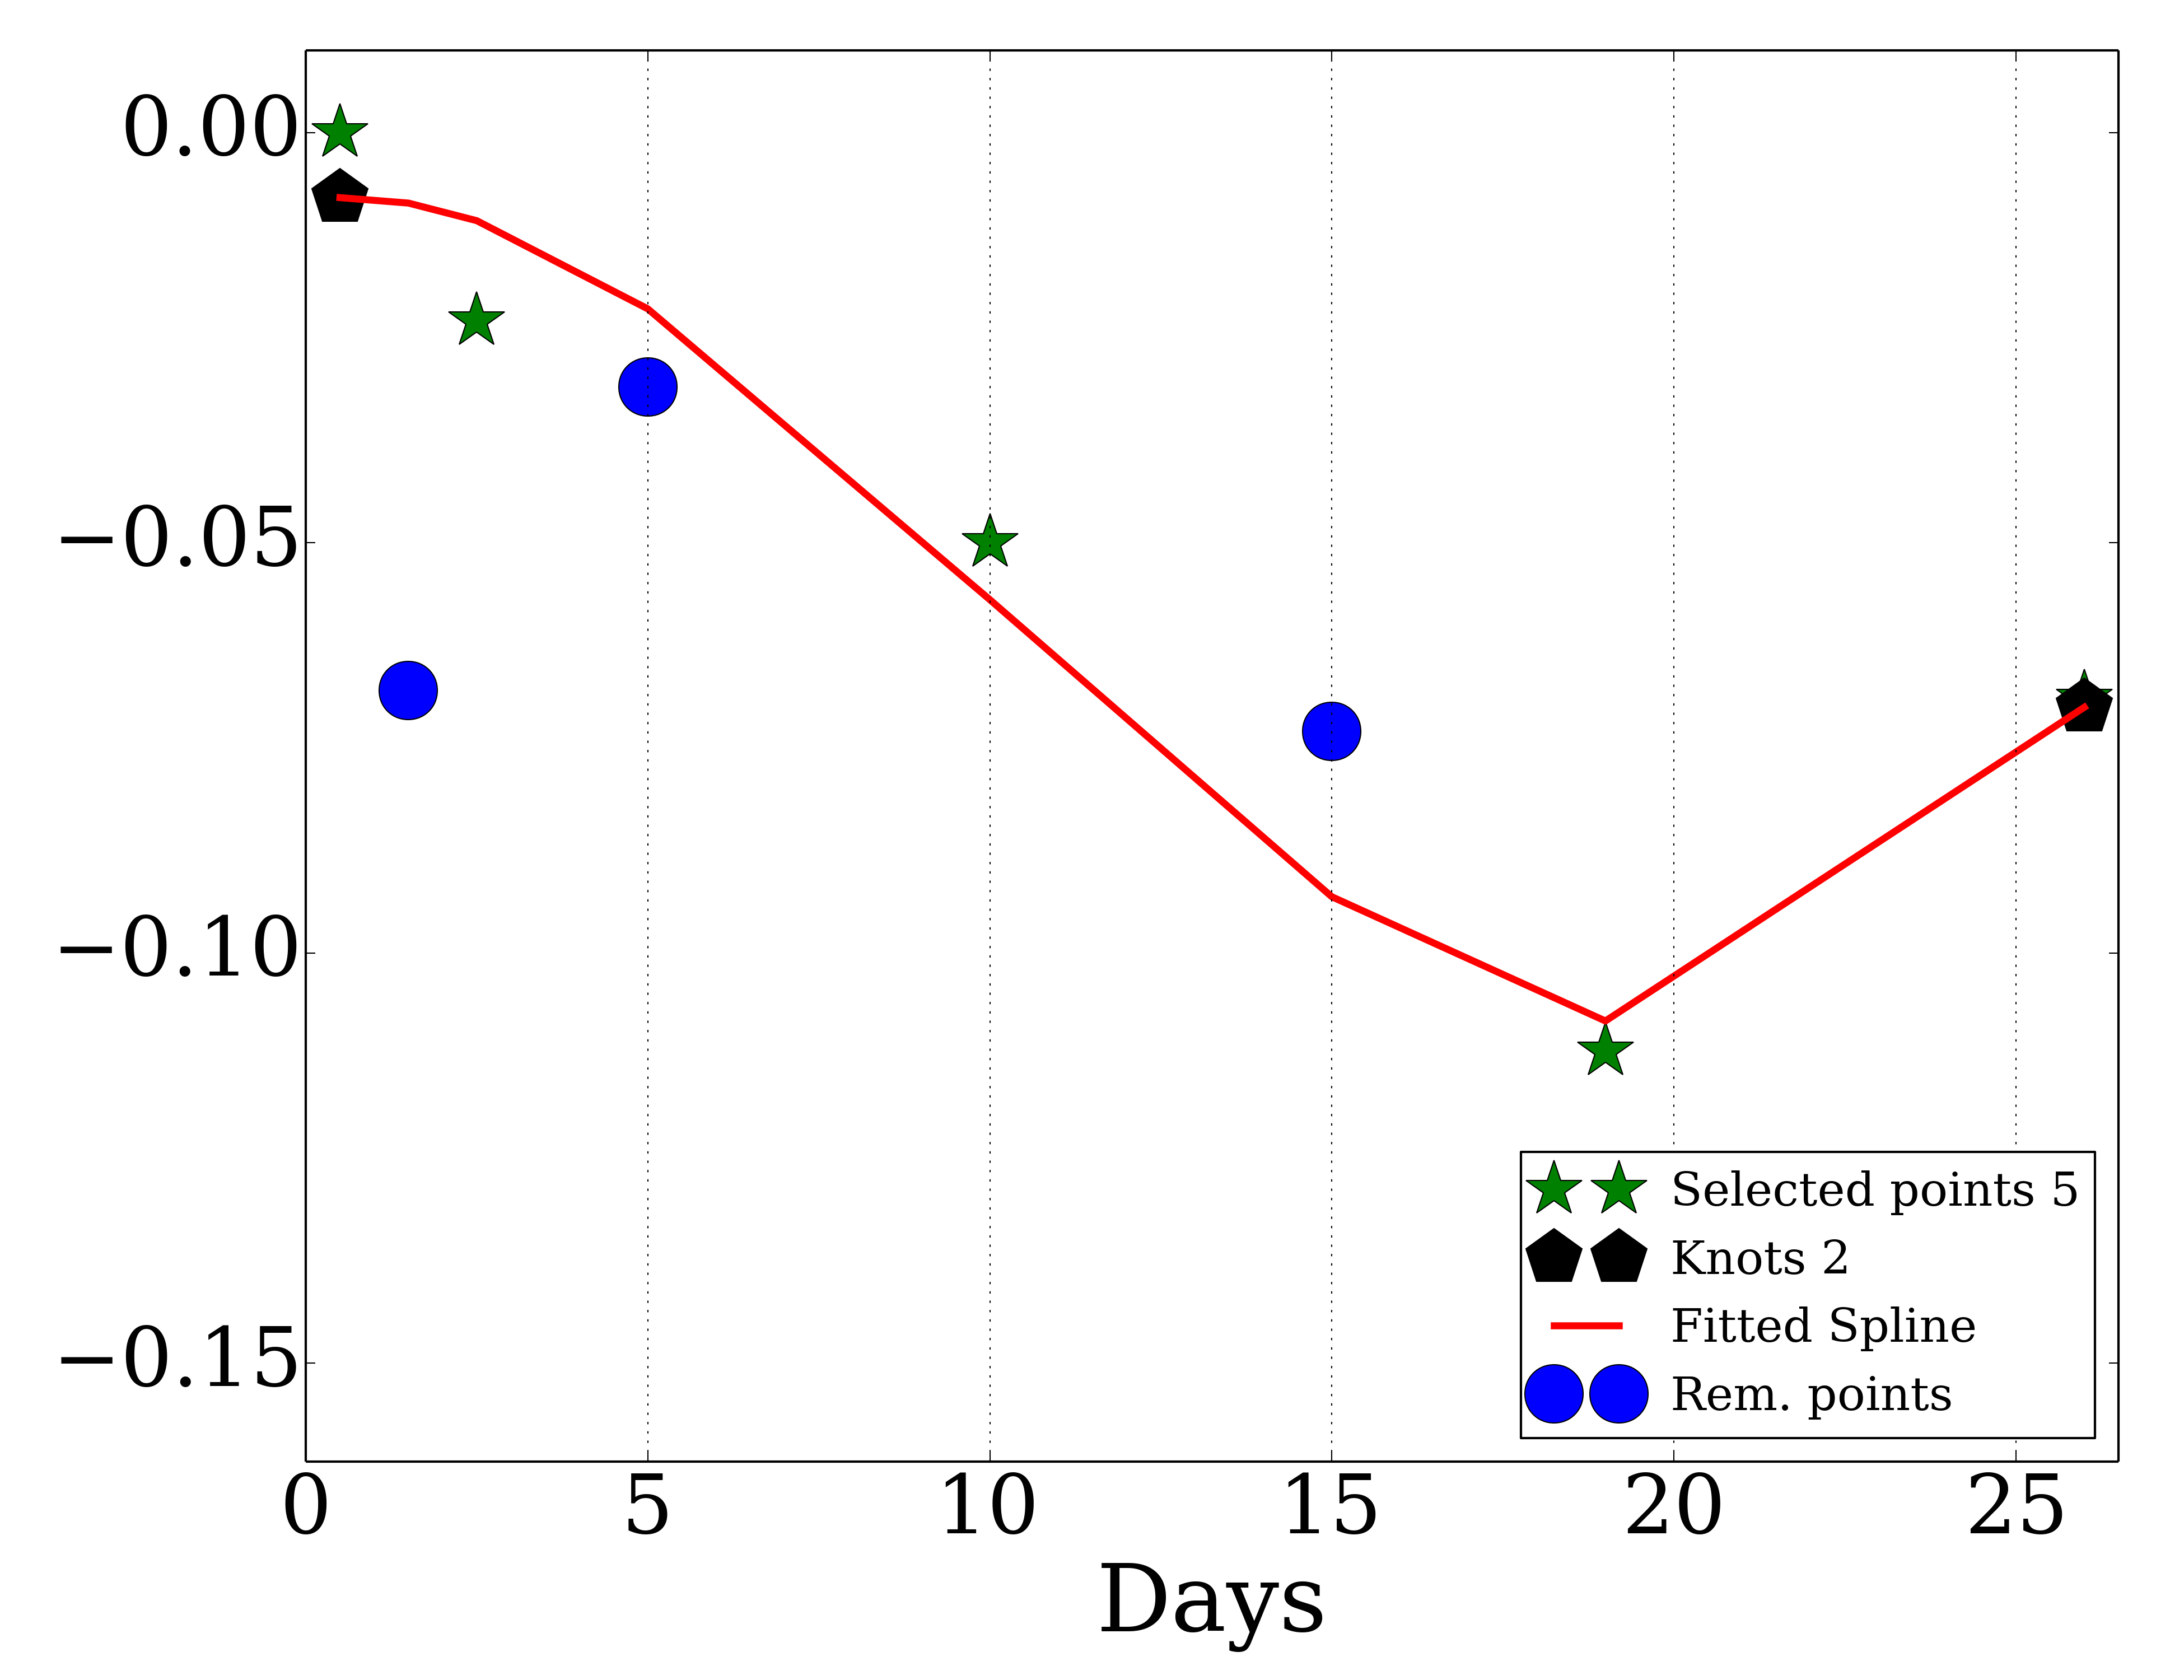 0.00
−0.05
−0.10
−0.15
0 5 10 15 20 25
Days
Selected points 5
Knots 2
Fitted Spline
Rem. points